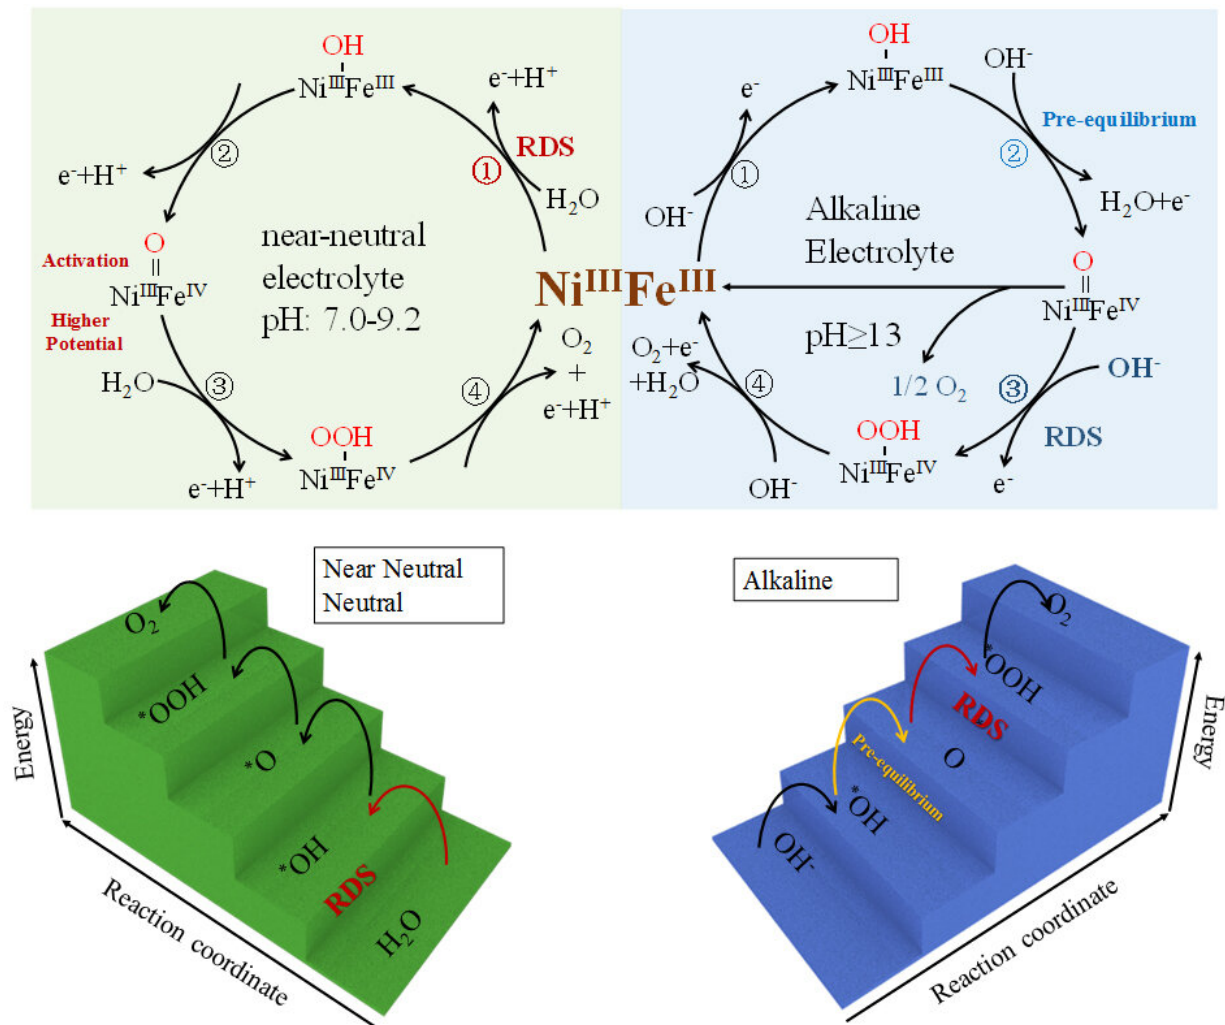 OH
Ni^III Fe^III
e⁻+H⁺
RDS
①
H₂O
②
e⁻+H⁺
O
Ni^III Fe^IV
Activation
Higher
Potential
near-neutral
electrolyte
pH: 7.0-9.2
H₂O
③
e⁻+H⁺
OOH
Ni^III Fe^IV
④
O₂
+
e⁻+H⁺
Ni^III Fe^III
OH⁻
①
e⁻
OH
Ni^III Fe^III
OH⁻
Pre-equilibrium
②
H₂O+e⁻
Alkaline
Electrolyte
O
Ni^III Fe^IV
pH≥13
1/2 O₂
③
OH⁻
RDS
e⁻
OOH
Ni^III Fe^IV
OH⁻
④
O₂+e⁻
+H₂O
Near Neutral
Neutral
O₂
*OOH
*O
*OH
RDS
H₂O
Energy
Reaction coordinate
Alkaline
O₂
*OOH
RDS
O
Pre-equilibrium
*OH
OH⁻
Energy
Reaction coordinate